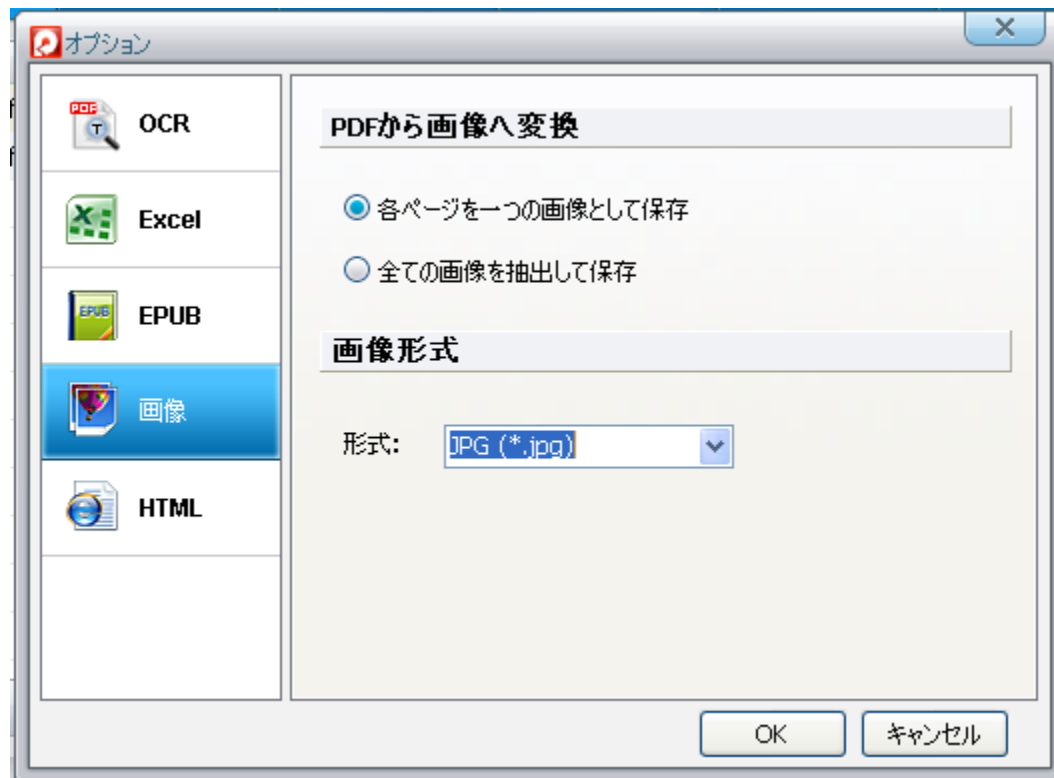 オプション
OCR
Excel
EPUB
画像
HTML
PDFから画像へ変換
各ページを一つの画像として保存
全ての画像を抽出して保存
画像形式
形式: JPG (*.jpg)
OK キャンセル